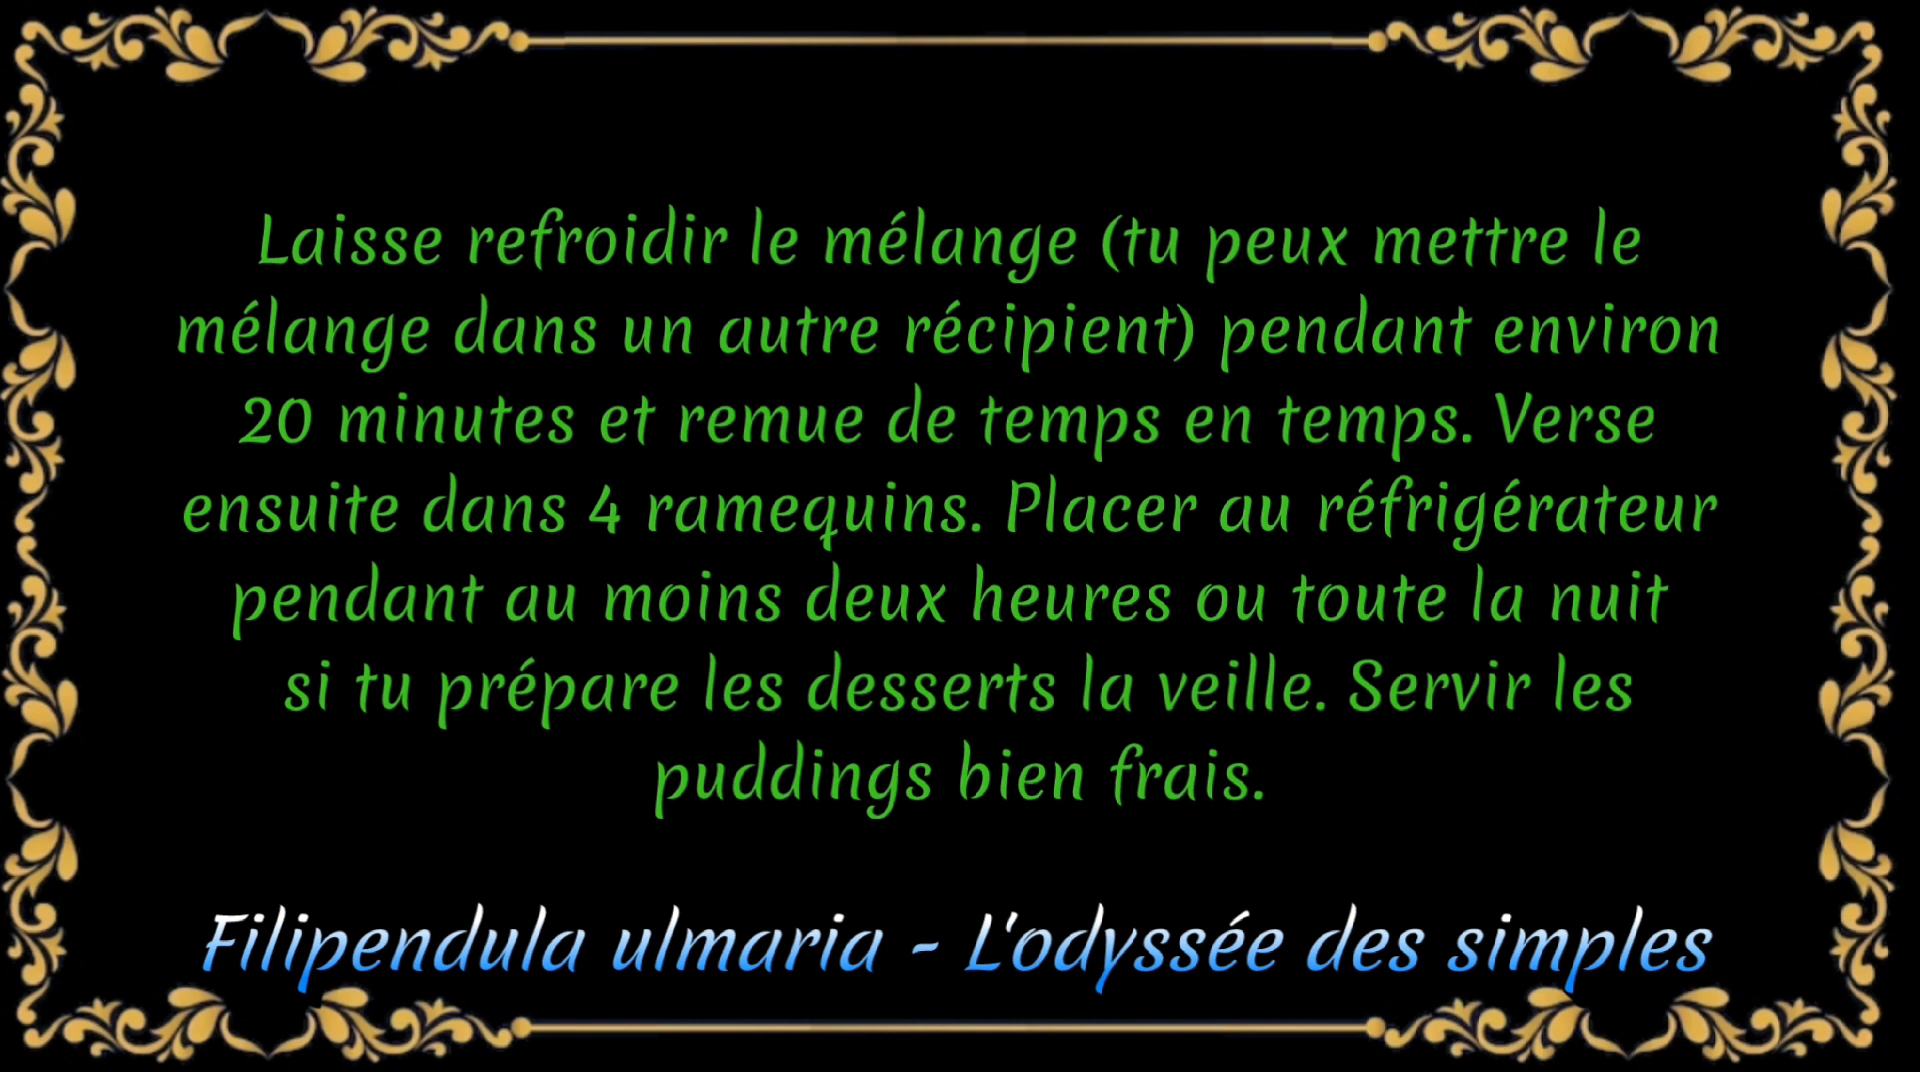 Laisse refroidir le mélange (tu peux mettre le
mélange dans un autre récipient) pendant environ
20 minutes et remue de temps en temps. Verse
ensuite dans 4 ramequins. Placer au réfrigérateur
pendant au moins deux heures ou toute la nuit
si tu prépare les desserts la veille. Servir les
puddings bien frais.
Filipendula ulmaria - L'odyssée des simples